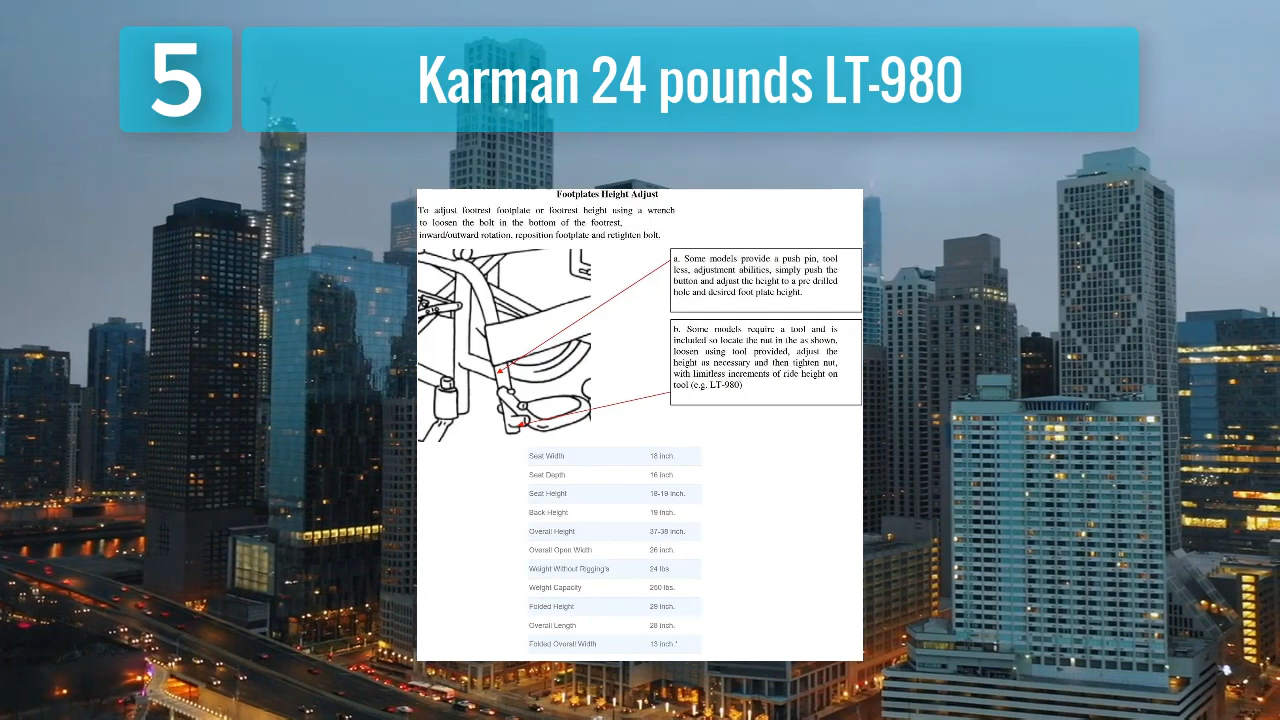 5
Karman 24 pounds LT-980
Footplates Height Adjust
To adjust footrest footplate or footrest height using a wrench
to loosen the bolt in the bottom of the footrest,
inward/outward rotation, reposition footplate and retighten bolt.
a. Some models provide a push pin, tool
less, adjustment abilities, simply push the
button and adjust the height to a pre drilled
hole and desired foot plate height.
b. Some models require a tool and is
included so locate the nut in the as shown,
loosen using tool provided, adjust the
height as necessary and then tighten nut,
with limitless increments of ride height on
tool (e.g. LT-980)
Seat Width 18 inch.
Seat Depth 16 inch.
Seat Height 18-19 inch.
Back Height 19 inch.
Overall Height 37-38 inch.
Overall Open Width 26 inch.
Weight Without Rigging's 24 lbs.
Weight Capacity 250 lbs.
Folded Height 29 inch.
Overall Length 28 inch.
Folded Overall Width 13 inch.*